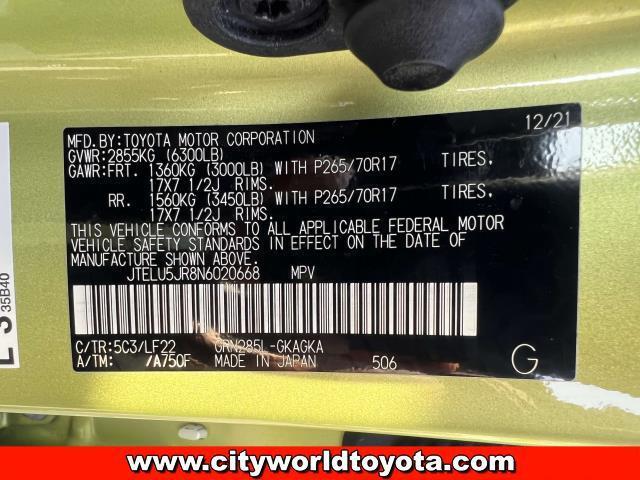 MFD.BY:TOYOTA MOTOR CORPORATION 12/21
GVWR:2855KG (6300LB)
GAWR:FRT. 1360KG (3000LB) WITH P265/70R17 TIRES.
17X7 1/2J RIMS.
RR. 1560KG (3450LB) WITH P265/70R17 TIRES.
17X7 1/2J RIMS.
THIS VEHICLE CONFORMS TO ALL APPLICABLE FEDERAL MOTOR
VEHICLE SAFETY STANDARDS IN EFFECT ON THE DATE OF
MANUFACTURE SHOWN ABOVE.
JTELU5JR8N6020668 MPV
C/TR:5C3/LF22 GRN285L-GKAGKA
A/TM: /A750F MADE IN JAPAN 506 G
35B40
www.cityworldtoyota.com